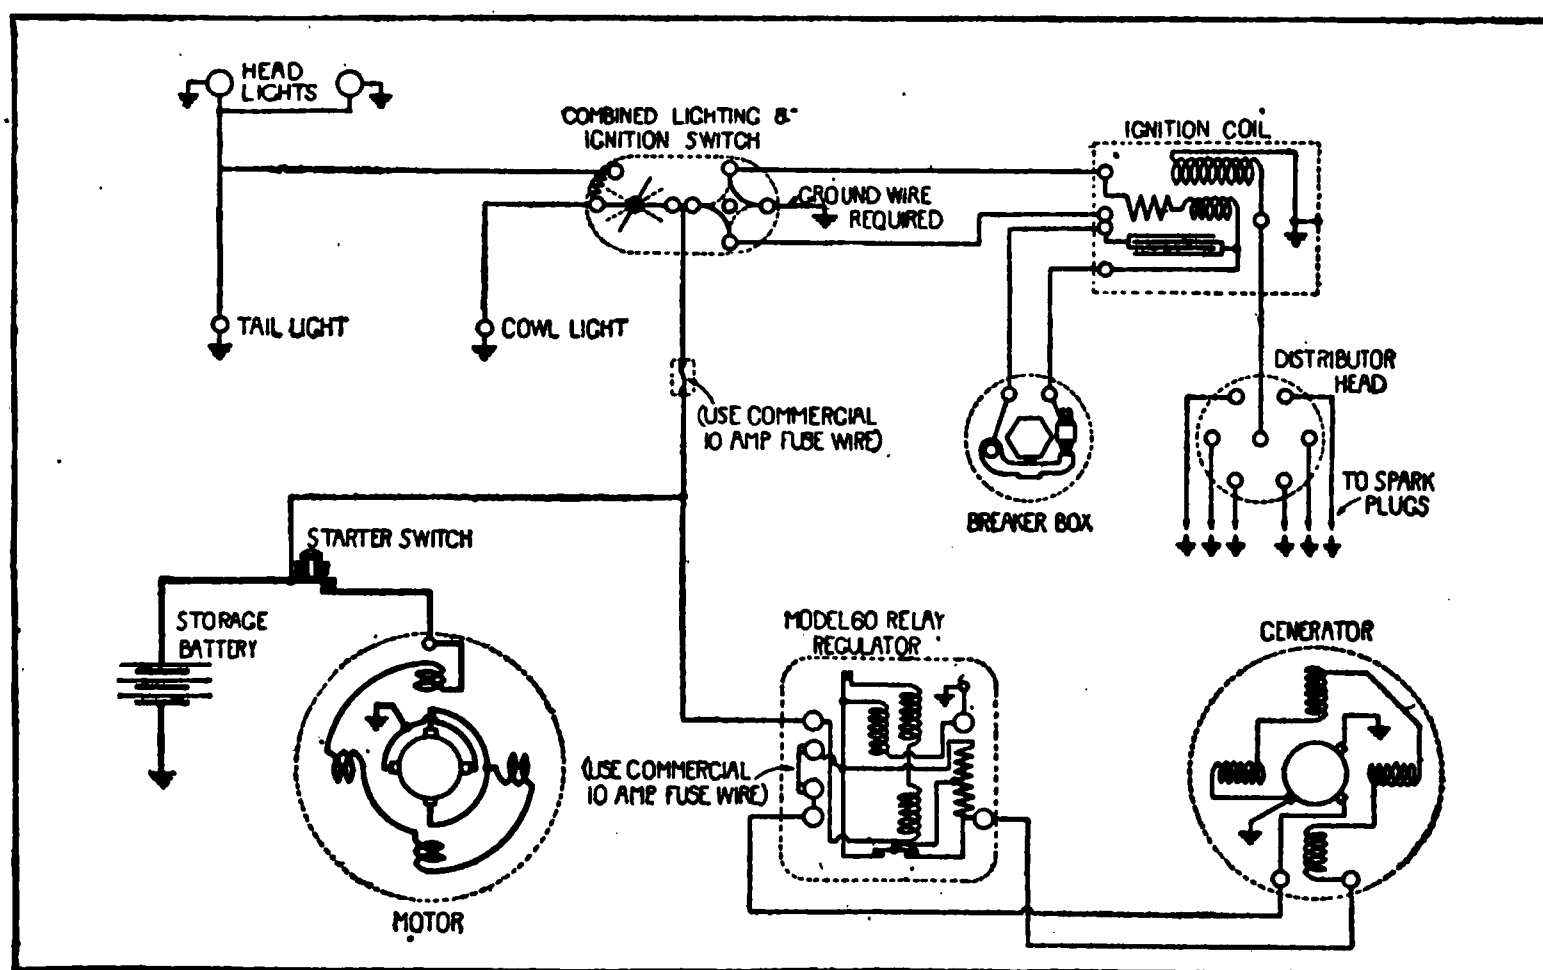 HEAD
LIGHTS
COMBINED LIGHTING &
IGNITION SWITCH
IGNITION COIL
GROUND WIRE
REQUIRED
TAIL LIGHT
COWL LIGHT
DISTRIBUTOR
HEAD
(USE COMMERCIAL
10 AMP FUSE WIRE)
TO SPARK
PLUGS
BREAKER BOX
STARTER SWITCH
STORAGE
BATTERY
MODEL 60 RELAY
REGULATOR
GENERATOR
(USE COMMERCIAL
10 AMP FUSE WIRE)
MOTOR